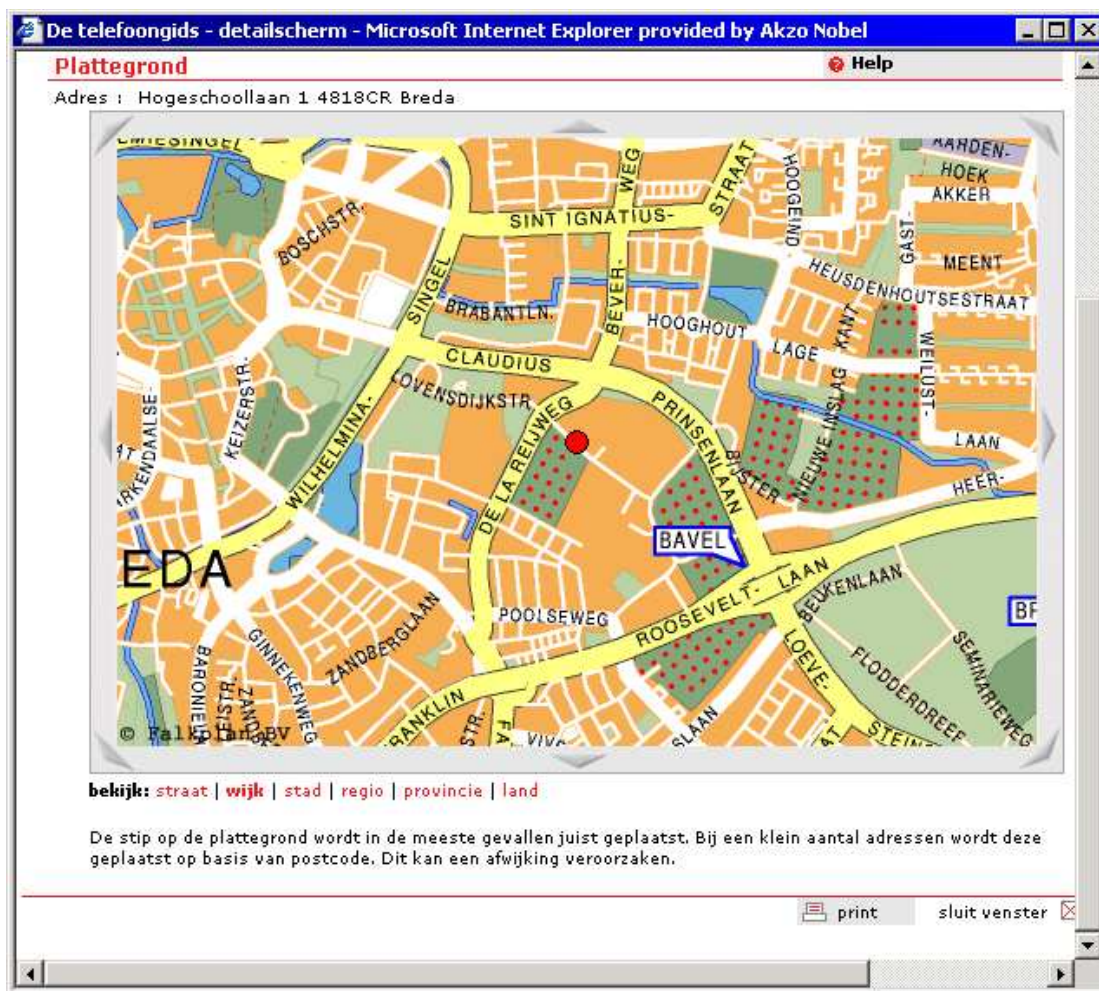 De telefoongids - detailscherm - Microsoft Internet Explorer provided by Akzo Nobel
Plattegrond
Help
Adres : Hogeschoollaan 1 4818CR Breda
AARDEN-
HOEK
AKKER
HOOGEIND
STRAAT
WEG
SINT IGNATIUS-
BOSCHSTR.
GAST-
MEENT
HEUSDENHOUTSESTRAAT
SINGEL
BRABANTLN.
BEVER-
HOOGHOUT
LAGE
KANT
WEILUST-
CLAUDIUS
LOVENSDIJKSTR.
PRINSENLAAN
KEIZERSTR.
WILHELMINA-
DE LA REIJWEG
BIJSTER
NIEUWE INSLAG
LAAN
HEER-
BAVEL
EDA
LAAN
ROOSEVELT-
BEUKENLAAN
POOLSEWEG
ZANDBERGLAAN
GINNEKENWEG
LOEVE-
FLODDERDREEF
SEMINARIEWEG
© Falkplan BV
bekijk: straat | wijk | stad | regio | provincie | land
De stip op de plattegrond wordt in de meeste gevallen juist geplaatst. Bij een klein aantal adressen wordt deze
geplaatst op basis van postcode. Dit kan een afwijking veroorzaken.
print
sluit venster